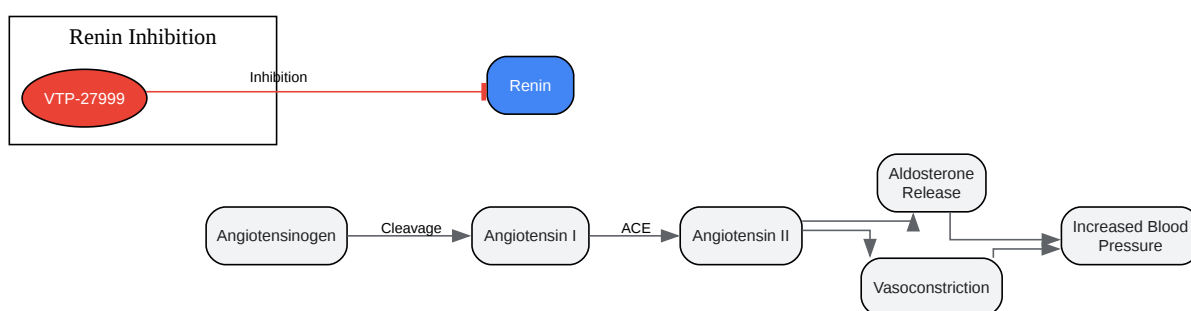 Renin Inhibition
Inhibition
VTP-27999
Renin
Aldosterone
Release
Angiotensinogen
Cleavage
Angiotensin I
ACE
Angiotensin II
Increased Blood
Pressure
Vasoconstriction